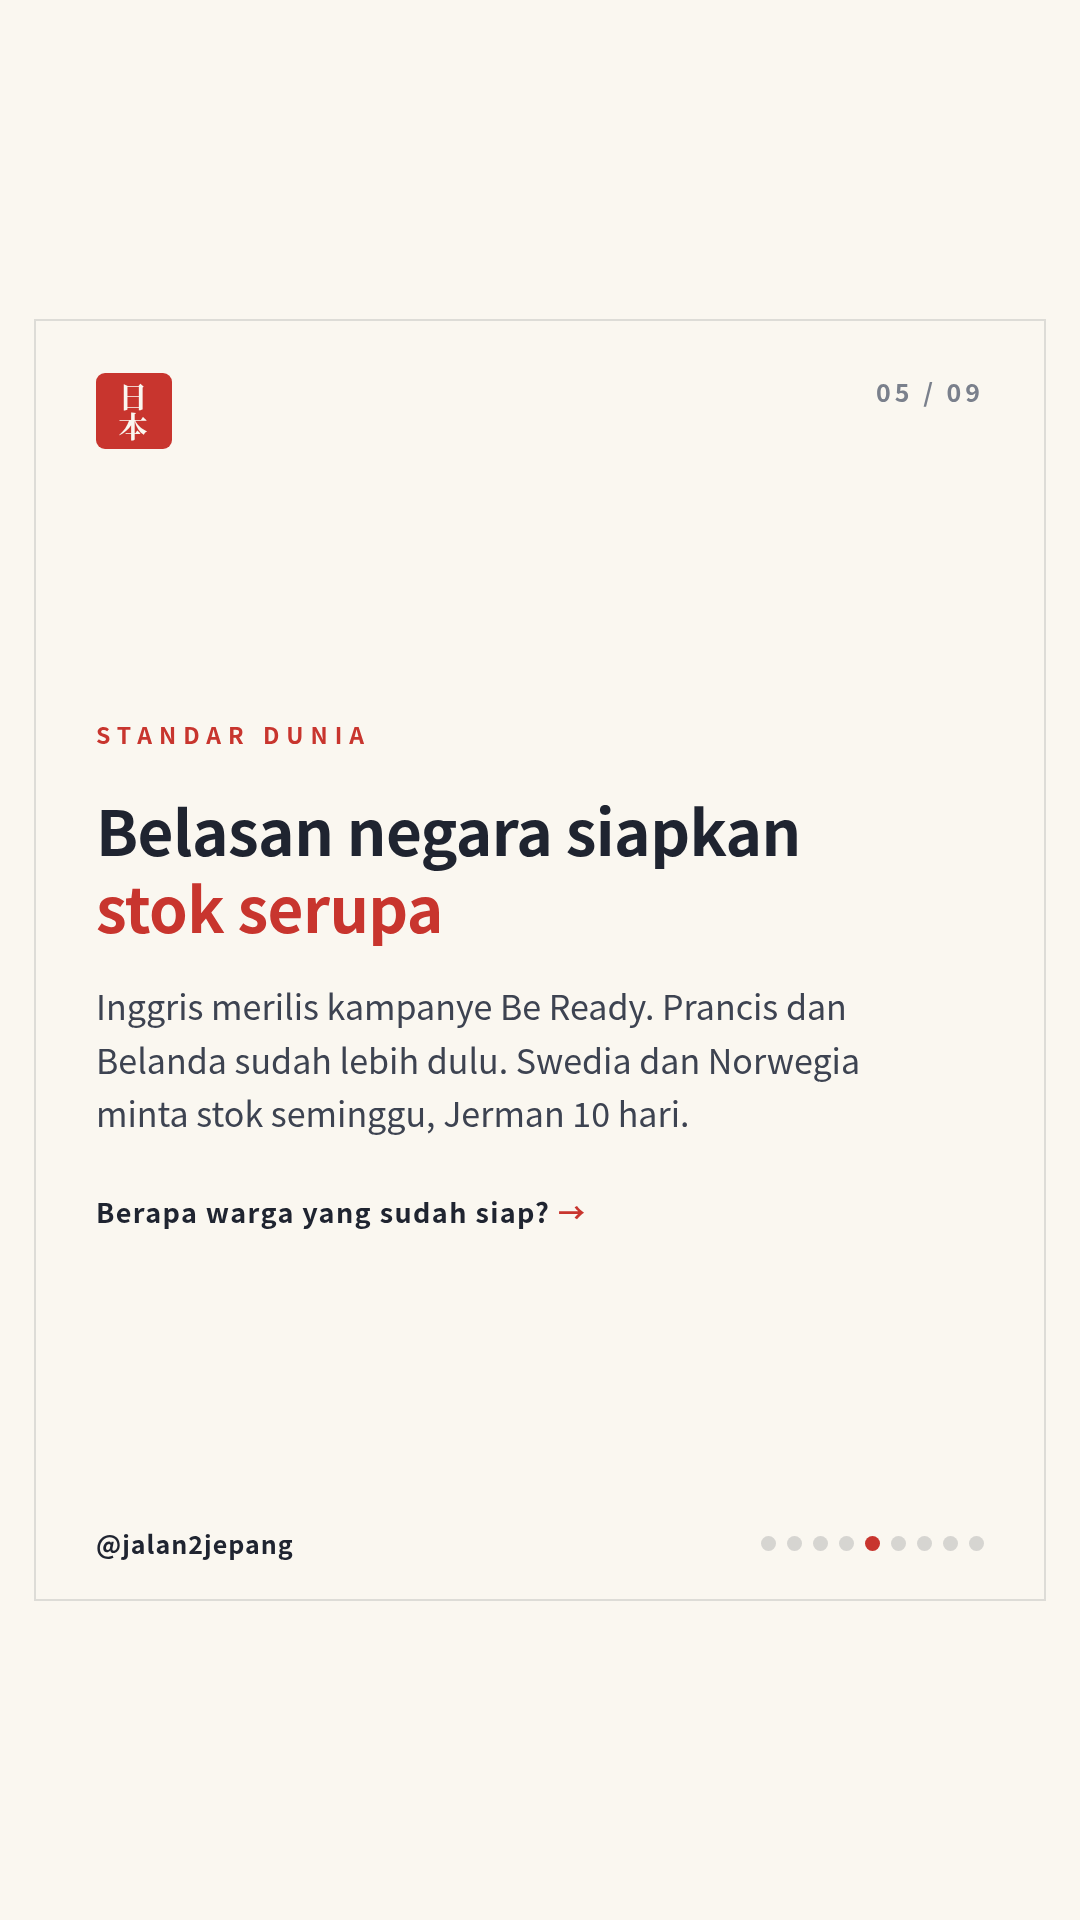 日
本
05 / 09
STANDAR DUNIA
Belasan negara siapkan
stok serupa
Inggris merilis kampanye Be Ready. Prancis dan
Belanda sudah lebih dulu. Swedia dan Norwegia
minta stok seminggu, Jerman 10 hari.
Berapa warga yang sudah siap? →
@jalan2jepang